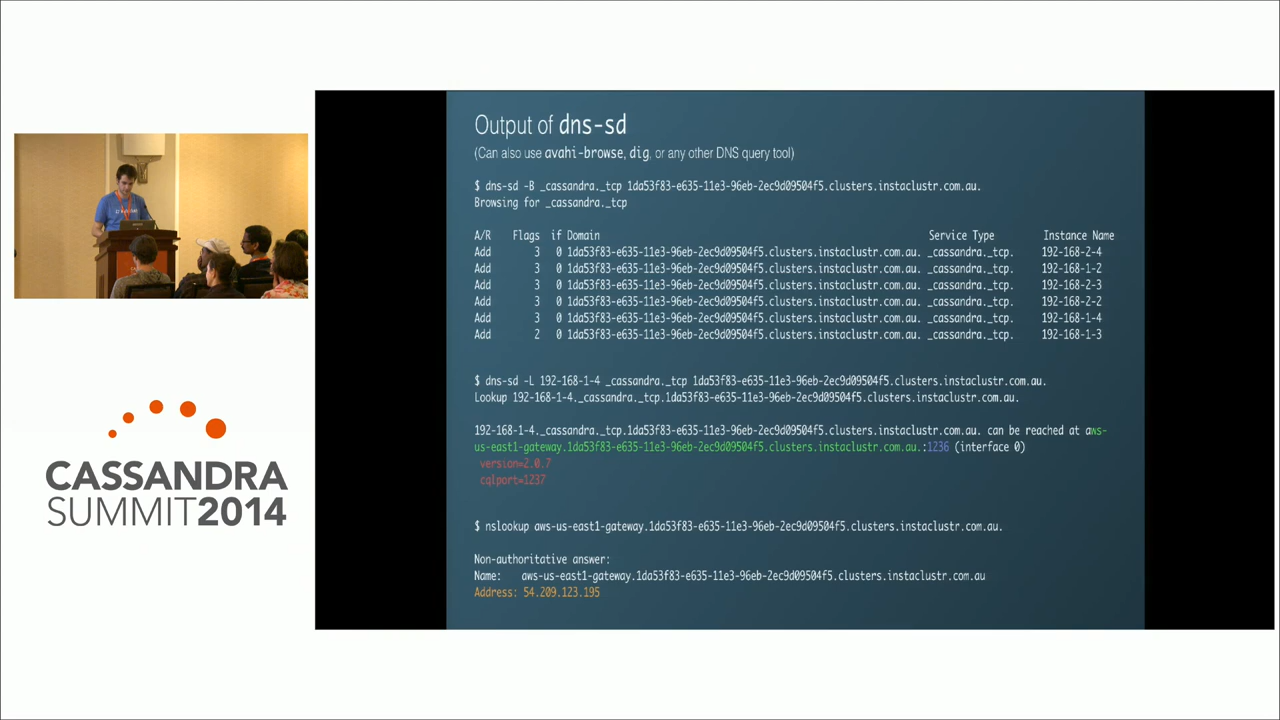 Output of dns-sd
(Can also use avahi-browse, dig, or any other DNS query tool)
$ dns-sd -B _cassandra._tcp 1da53f83-e635-11e3-96eb-2ec9d09504f5.clusters.instaclustr.com.au.
Browsing for _cassandra._tcp
A/R Flags if Domain Service Type Instance Name
Add 3 0 1da53f83-e635-11e3-96eb-2ec9d09504f5.clusters.instaclustr.com.au. _cassandra._tcp. 192-168-2-4
Add 3 0 1da53f83-e635-11e3-96eb-2ec9d09504f5.clusters.instaclustr.com.au. _cassandra._tcp. 192-168-1-2
Add 3 0 1da53f83-e635-11e3-96eb-2ec9d09504f5.clusters.instaclustr.com.au. _cassandra._tcp. 192-168-2-3
Add 3 0 1da53f83-e635-11e3-96eb-2ec9d09504f5.clusters.instaclustr.com.au. _cassandra._tcp. 192-168-2-2
Add 3 0 1da53f83-e635-11e3-96eb-2ec9d09504f5.clusters.instaclustr.com.au. _cassandra._tcp. 192-168-1-4
Add 2 0 1da53f83-e635-11e3-96eb-2ec9d09504f5.clusters.instaclustr.com.au. _cassandra._tcp. 192-168-1-3
$ dns-sd -L 192-168-1-4 _cassandra._tcp 1da53f83-e635-11e3-96eb-2ec9d09504f5.clusters.instaclustr.com.au.
Lookup 192-168-1-4._cassandra._tcp.1da53f83-e635-11e3-96eb-2ec9d09504f5.clusters.instaclustr.com.au.
192-168-1-4._cassandra._tcp.1da53f83-e635-11e3-96eb-2ec9d09504f5.clusters.instaclustr.com.au. can be reached at aws-
us-east1-gateway.1da53f83-e635-11e3-96eb-2ec9d09504f5.clusters.instaclustr.com.au.:1236 (interface 0)
version=2.0.7
cqlport=1237
$ nslookup aws-us-east1-gateway.1da53f83-e635-11e3-96eb-2ec9d09504f5.clusters.instaclustr.com.au.
Non-authoritative answer:
Name: aws-us-east1-gateway.1da53f83-e635-11e3-96eb-2ec9d09504f5.clusters.instaclustr.com.au
Address: 54.209.123.195
CASSANDRA
SUMMIT2014